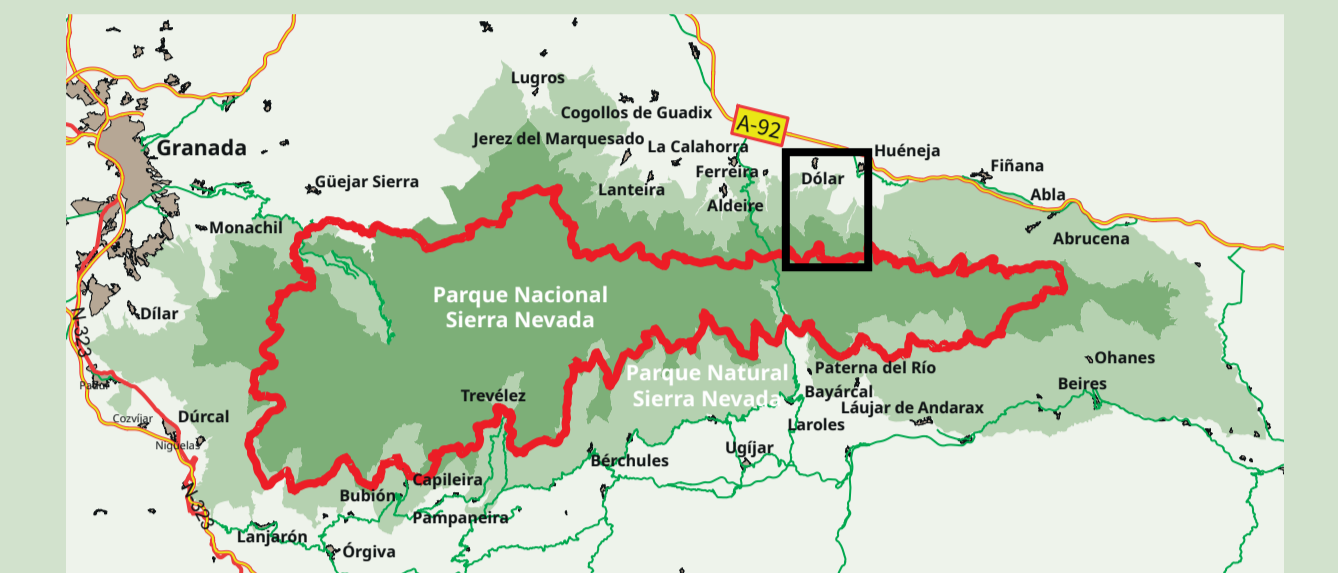 Lugros
Cogollos de Guadix
A-92
Jerez del Marquesado
La Calahorra
Granada
Huéneja
Fiñana
Ferreira
Dólar
Güejar Sierra
Lanteira
Abla
Aldeire
Monachil
Abrucena
Parque Nacional
Sierra Nevada
Dílar
N 323
Ohanes
Paterna del Río
Parque Natural
Sierra Nevada
Padul
Beires
Trevélez
Bayárcal
Láujar de Andarax
Cozvíjar
Dúrcal
Laroles
Nigüelas
Ugíjar
Bérchules
Capileira
Bubión
N 323
Pampaneira
Lanjarón
Órgiva